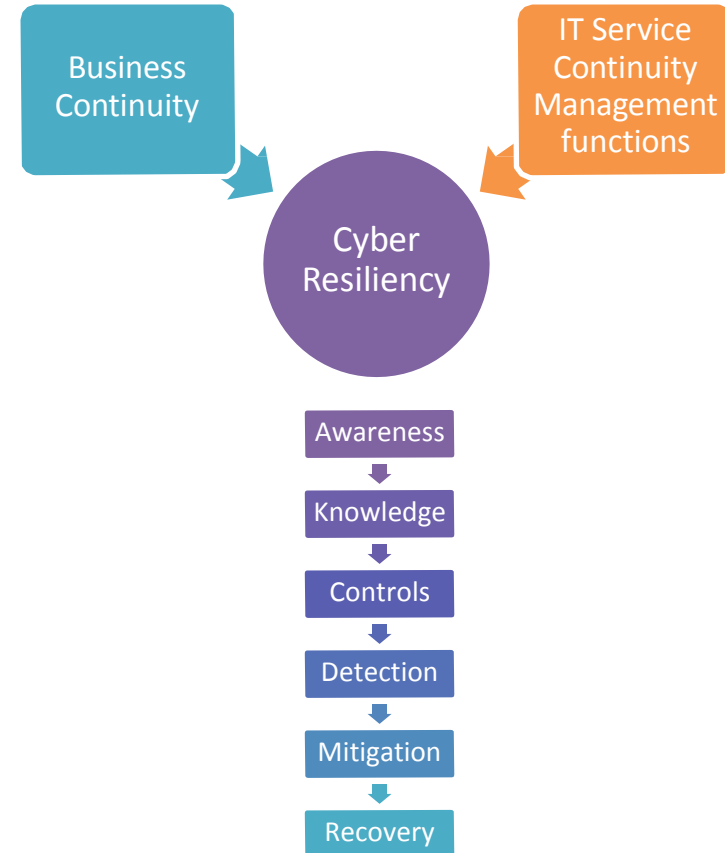 Business
Continuity
IT Service
Continuity
Management
functions
Cyber
Resiliency
Awareness
Knowledge
Controls
Detection
Mitigation
Recovery